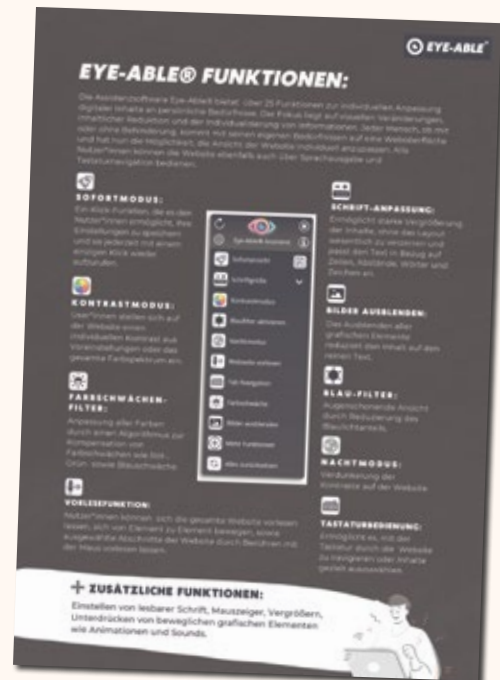 EYE-ABLE®
EYE-ABLE® FUNKTIONEN:
Die Assistenzsoftware Eye-Able® bietet über 25 Funktionen zur individuellen Anpassung
digitaler Inhalte an persönliche Bedürfnisse. Der Fokus liegt auf visuellen Veränderungen,
inhaltlicher Reduktion und der Individualisierung von Informationen. Jeder Mensch, ob mit
oder ohne Behinderung, kommt mit seinen eigenen Bedürfnissen auf eine Weboberfläche
und hat nun die Möglichkeit, die Ansicht der Website individuell anzupassen. Alle
Nutzer*innen können die Website ebenfalls auch über Sprachausgabe und
Tastaturnavigation bedienen.
SOFORTMODUS:
Ein Klick-Funktion, die es den
Nutzer*innen ermöglicht, ihre
Einstellungen zu speichern
und sie jederzeit mit einem
einzigen Klick wieder
aufzurufen.
KONTRASTMODUS:
User*innen stellen sich auf
der Website einen
individuellen Kontrast aus
Voreinstellungen oder das
gesamte Farbspektrum ein.
FARBSCHWÄCHEN-
FILTER:
Anpassung aller Farben
durch einen Algorithmus zur
Kompensation von
Farbschwächen wie Rot-,
Grün- sowie Blauschwäche.
VORLESEFUNKTION:
Nutzer*innen können sich die gesamte Website vorlesen
lassen, sich von Element zu Element bewegen, sowie
ausgewählte Abschnitte der Website durch Berühren mit
der Maus vorlesen lassen.
Sofortmodus
Schriftgröße
Kontrastmodus
Blaufilter aktivieren
Nachtmodus
Webseite vorlesen
Tab Navigation
Farbschwäche
Bilder ausblenden
Mehr Funktionen
Alles zurücksetzen
SCHRIFT-ANPASSUNG:
Ermöglicht starke Vergrößerung
der Inhalte, ohne das Layout
wesentlich zu verzerren und
passt den Text in Bezug auf
Zeilen, Abstände, Wörter und
Zeichen an.
BILDER AUSBLENDEN:
Das Ausblenden aller
grafischen Elemente
reduziert den Inhalt auf den
reinen Text.
BLAU-FILTER:
Augenschonende Ansicht
durch Reduzierung des
Blaulichtanteils.
NACHTMODUS:
Verdunkelung der
Kontraste auf der Website.
TASTATURBEDIENUNG:
Ermöglicht es, mit der
Tastatur durch die Website
zu navigieren oder Inhalte
gezielt auszuwählen.
ZUSÄTZLICHE FUNKTIONEN:
Einstellen von lesbarer Schrift, Mauszeiger, Vergrößern,
Unterdrücken von beweglichen grafischen Elementen
wie Animationen und Sounds.